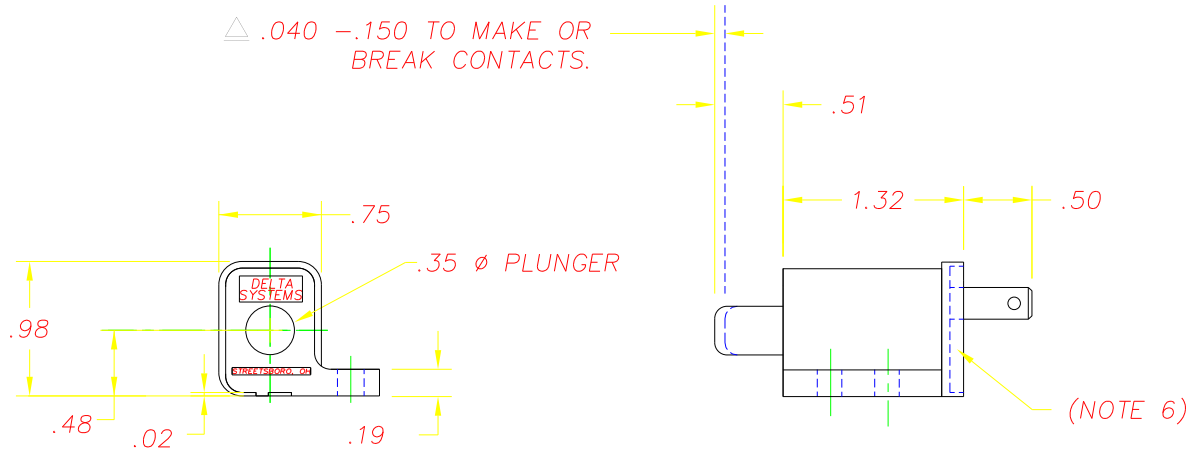 .040 -.150 TO MAKE OR
BREAK CONTACTS.
.51
1.32
.50
.75
.35 ø PLUNGER
DELTA
SYSTEMS
.98
STREETSBORO, OH
.48
.02
.19
(NOTE 6)